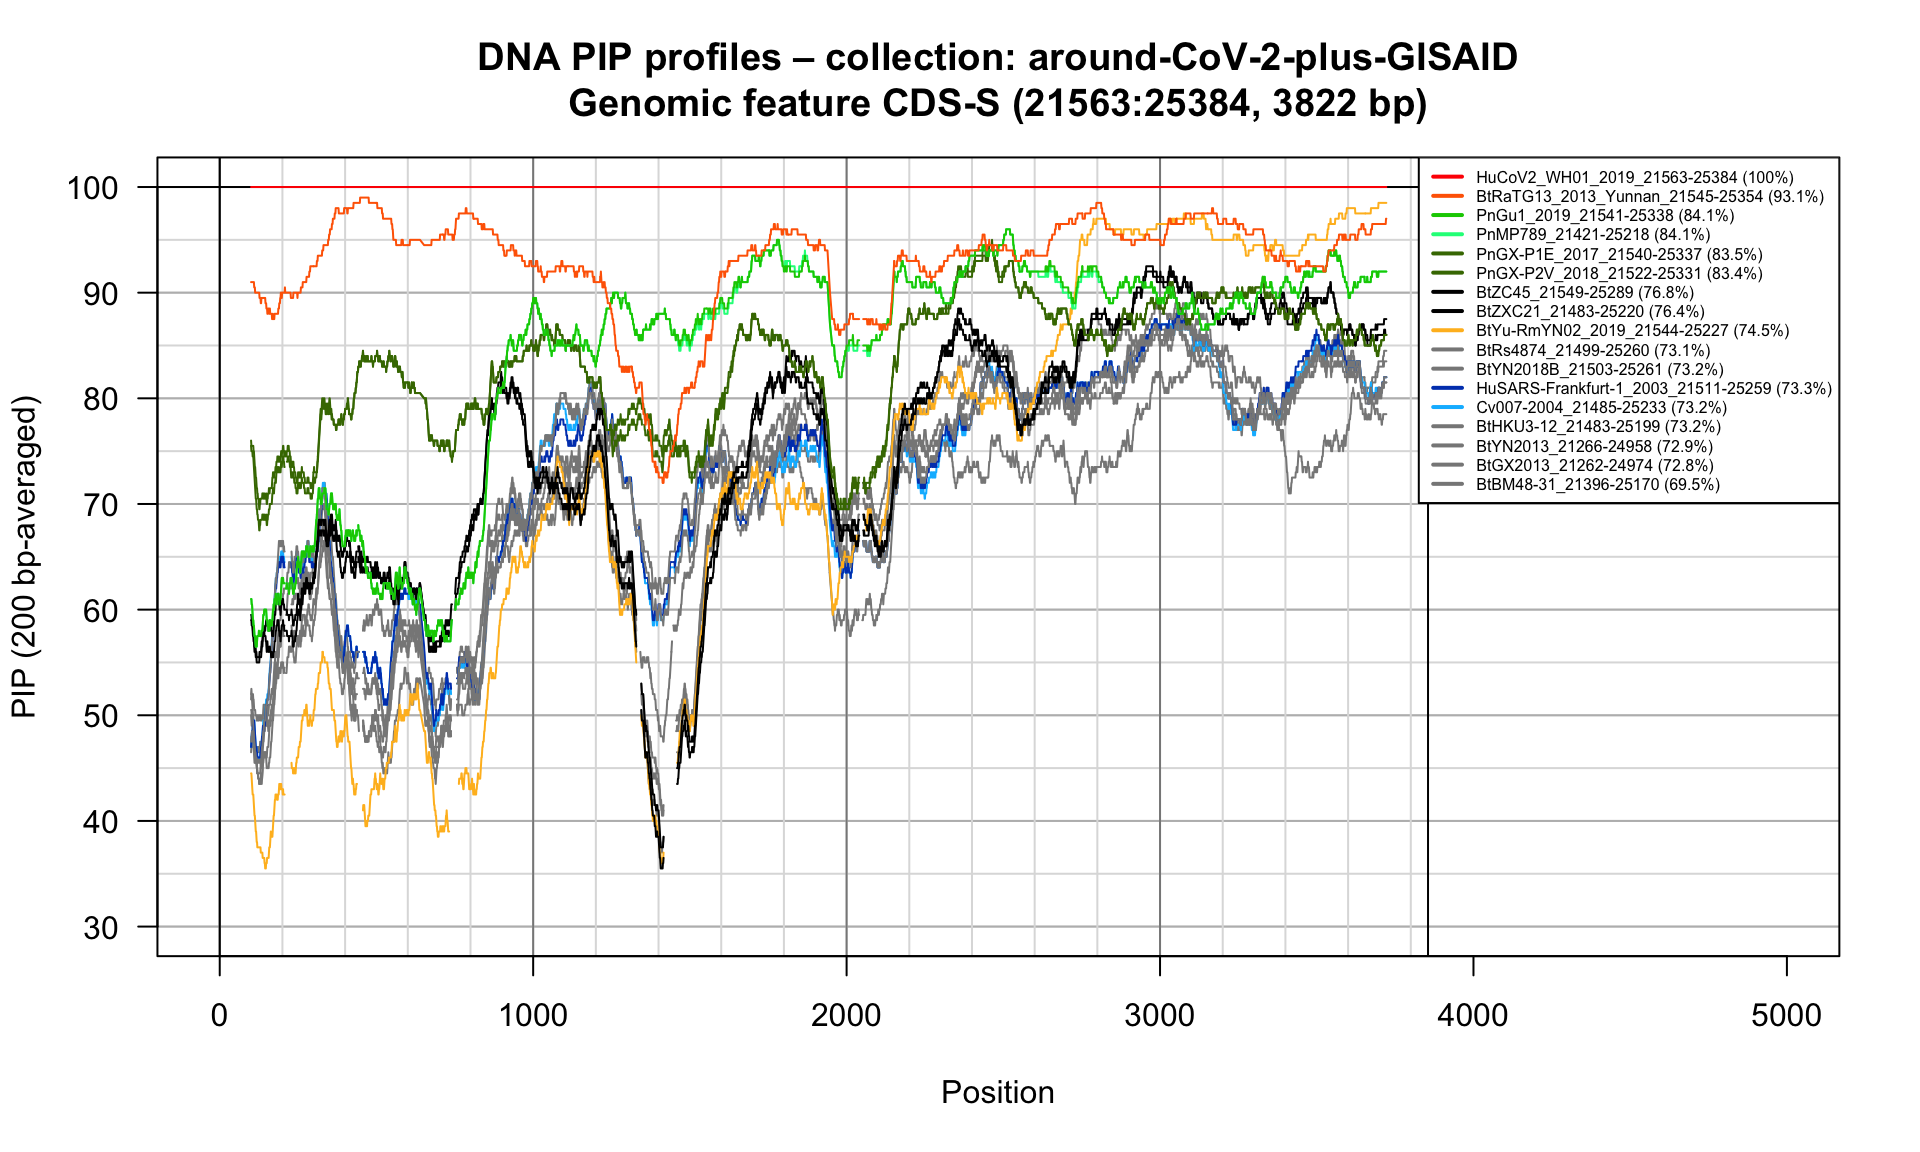 DNA PIP profiles – collection: around-CoV-2-plus-GISAID
Genomic feature CDS-S (21563:25384, 3822 bp)
HuCoV2_WH01_2019_21563-25384 (100%)
BtRaTG13_2013_Yunnan_21545-25354 (93.1%)
PnGu1_2019_21541-25338 (84.1%)
PnMP789_21421-25218 (84.1%)
PnGX-P1E_2017_21540-25337 (83.5%)
PnGX-P2V_2018_21522-25331 (83.4%)
BtZC45_21549-25289 (76.8%)
BtZXC21_21483-25220 (76.4%)
BtYu-RmYN02_2019_21544-25227 (74.5%)
BtRs4874_21499-25260 (73.1%)
BtYN2018B_21503-25261 (73.2%)
HuSARS-Frankfurt-1_2003_21511-25259 (73.3%)
Cv007-2004_21485-25233 (73.2%)
BtHKU3-12_21483-25199 (73.2%)
BtYN2013_21266-24958 (72.9%)
BtGX2013_21262-24974 (72.8%)
BtBM48-31_21396-25170 (69.5%)
PIP (200 bp-averaged)
100
90
80
70
60
50
40
30
0 1000 2000 3000 4000 5000
Position